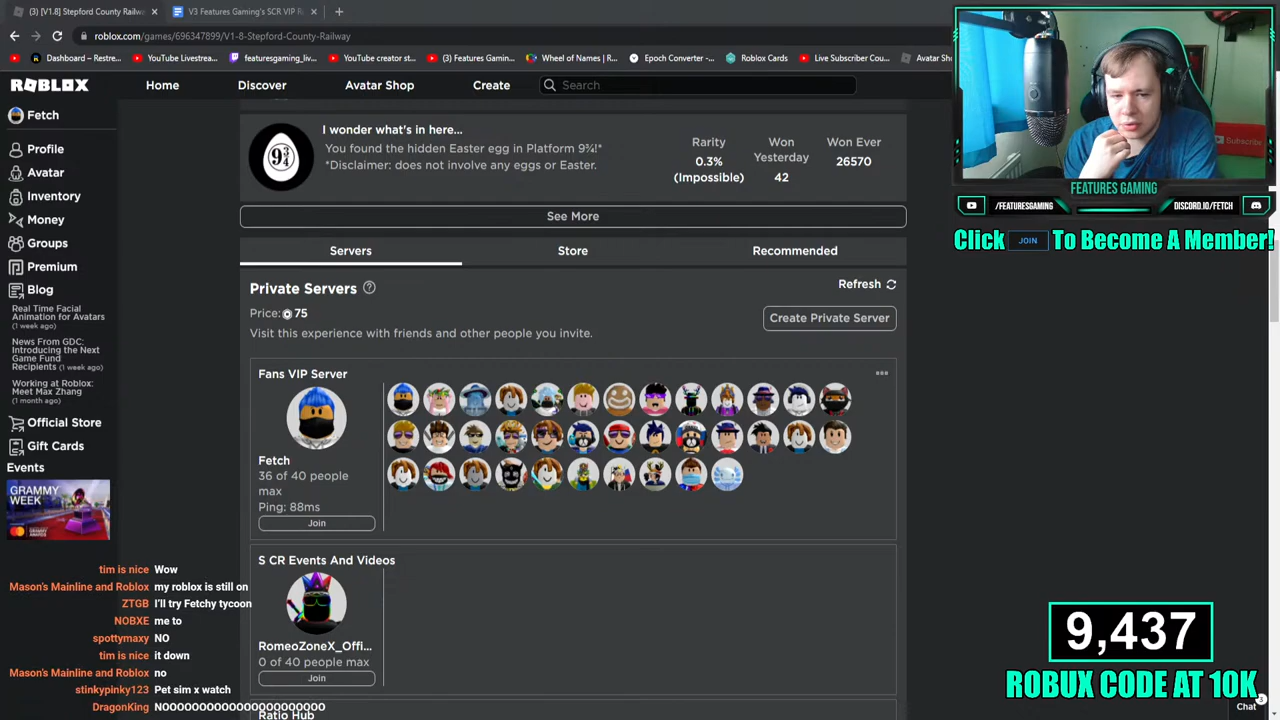 (3) [V1.8] Stepford County Railwa
V3 Features Gaming's SCR VIP R
roblox.com/games/696347899/V1-8-Stepford-County-Railway
Dashboard – Restre...
YouTube Livestrea...
featuresgaming_liv...
YouTube creator st...
(3) Features Gamin...
Wheel of Names | R...
Epoch Converter -...
Roblox Cards
Live Subscriber Cou...
Avatar Sho
ROBLOX
Home
Discover
Avatar Shop
Create
Search
Fetch
Profile
Avatar
Inventory
Money
Groups
Premium
Blog
Real Time Facial
Animation for Avatars
(1 week ago)
News From GDC:
Introducing the Next
Game Fund
Recipients (1 week ago)
Working at Roblox:
Meet Max Zhang
(1 month ago)
Official Store
Gift Cards
Events
GRAMMY
WEEK
9¾
I wonder what's in here...
You found the hidden Easter egg in Platform 9¾!*
*Disclaimer: does not involve any eggs or Easter.
Rarity
0.3%
(Impossible)
Won
Yesterday
42
Won Ever
26570
See More
Servers
Store
Recommended
Private Servers
Refresh
Price: 75
Create Private Server
Visit this experience with friends and other people you invite.
Fans VIP Server
Fetch
36 of 40 people
max
Ping: 88ms
Join
S CR Events And Videos
RomeoZoneX_Offi...
0 of 40 people max
Join
Ratio Hub
tim is nice Wow
Mason's Mainline and Roblox my roblox is still on
ZTGB I'll try Fetchy tycoon
NOBXE me to
spottymaxy NO
tim is nice it down
Mason's Mainline and Roblox no
stinkypinky123 Pet sim x watch
DragonKing NOOOOOOOOOOOOOOOOOOOOOO
Subscribe
FEATURES GAMING
/FEATURESGAMING
DISCORD.IO/FETCH
Click JOIN To Become A Member!
9,437
ROBUX CODE AT 10K
Chat
3